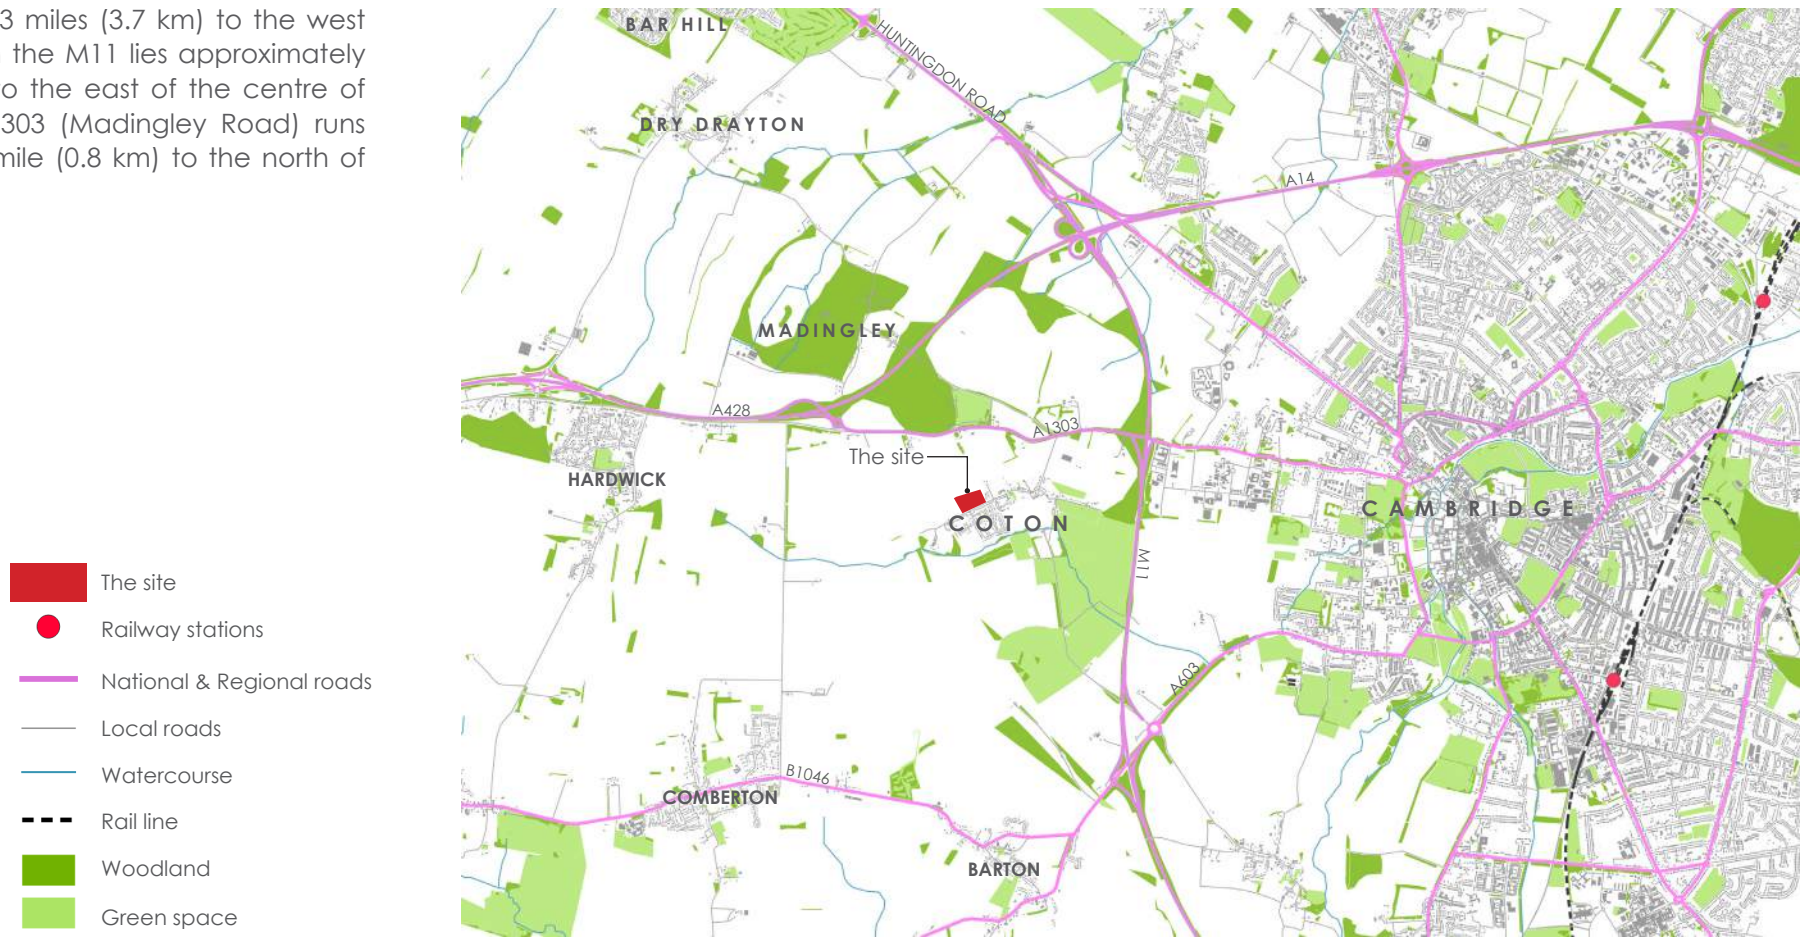 3 miles (3.7 km) to the west
the M11 lies approximately
to the east of the centre of
303 (Madingley Road) runs
mile (0.8 km) to the north of
BAR HILL
HUNTINGDON ROAD
DRY DRAYTON
A14
MADINGLEY
A428
A1303
The site
HARDWICK
COTON
CAMBRIDGE
M11
A603
B1046
COMBERTON
BARTON
The site
Railway stations
National & Regional roads
Local roads
Watercourse
Rail line
Woodland
Green space